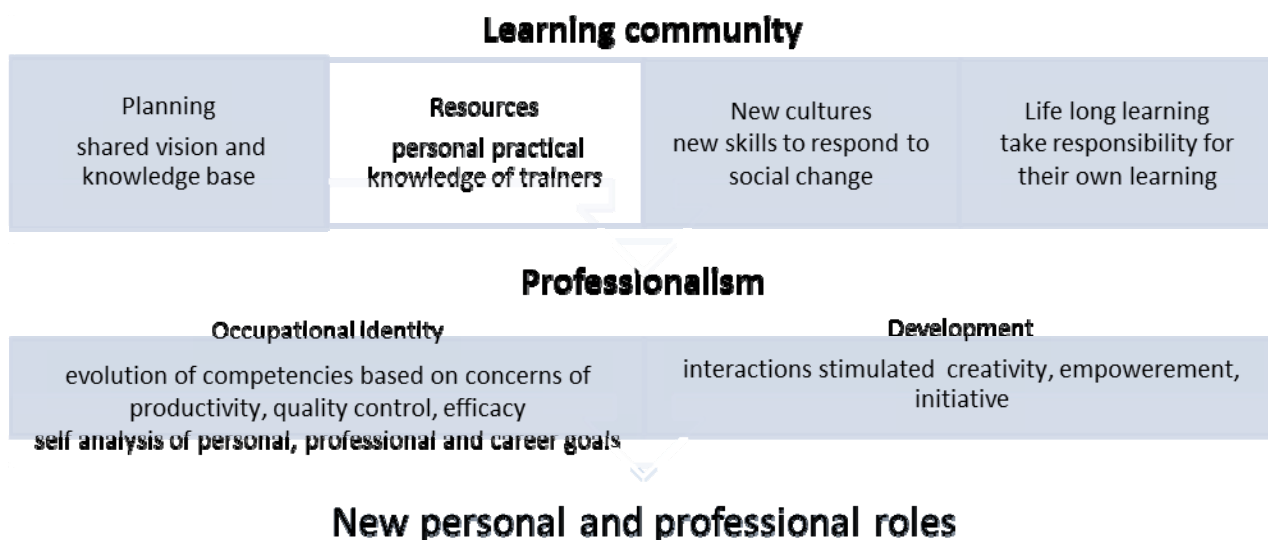 Learning community
Planning
shared vision and
knowledge base
Resources
personal practical
knowledge of trainers
New cultures
new skills to respond to
social change
Life long learning
take responsibility for
their own learning
Professionalism
Occupational identity
evolution of competencies based on concerns of
productivity, quality control, efficacy
self analysis of personal, professional and career goals
Development
interactions stimulated creativity, empowerement,
initiative
New personal and professional roles